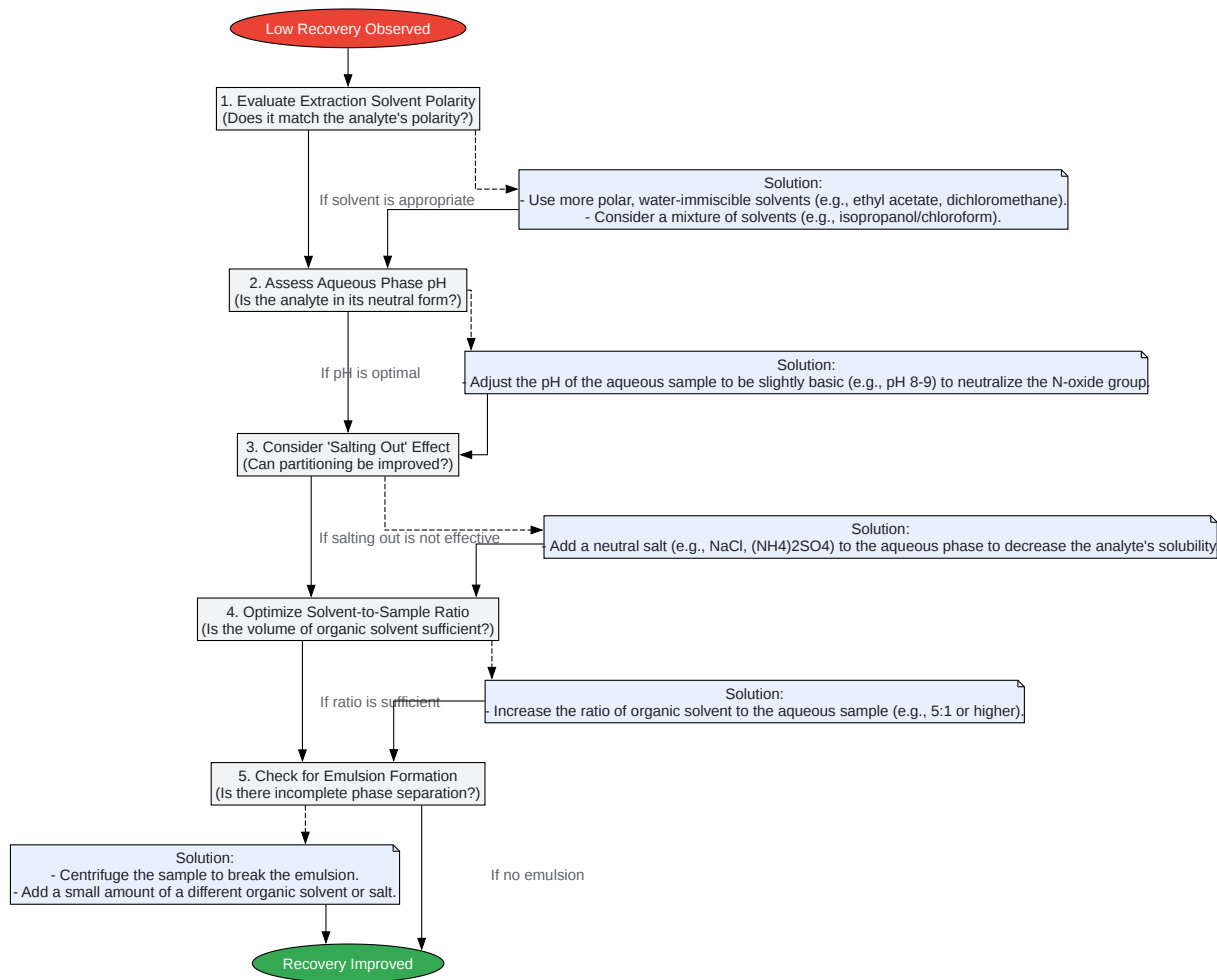 Low Recovery Observed
1. Evaluate Extraction Solvent Polarity
(Does it match the analyte's polarity?)
Solution:
- Use more polar, water-immiscible solvents (e.g., ethyl acetate, dichloromethane).
- Consider a mixture of solvents (e.g., isopropanol/chloroform).
If solvent is appropriate
2. Assess Aqueous Phase pH
(Is the analyte in its neutral form?)
Solution:
- Adjust the pH of the aqueous sample to be slightly basic (e.g., pH 8-9) to neutralize the N-oxide group.
If pH is optimal
3. Consider 'Salting Out' Effect
(Can partitioning be improved?)
Solution:
- Add a neutral salt (e.g., NaCl, (NH4)2SO4) to the aqueous phase to decrease the analyte's solubility.
If salting out is not effective
4. Optimize Solvent-to-Sample Ratio
(Is the volume of organic solvent sufficient?)
Solution:
- Increase the ratio of organic solvent to the aqueous sample (e.g., 5:1 or higher).
If ratio is sufficient
5. Check for Emulsion Formation
(Is there incomplete phase separation?)
Solution:
- Centrifuge the sample to break the emulsion.
- Add a small amount of a different organic solvent or salt.
If no emulsion
Recovery Improved